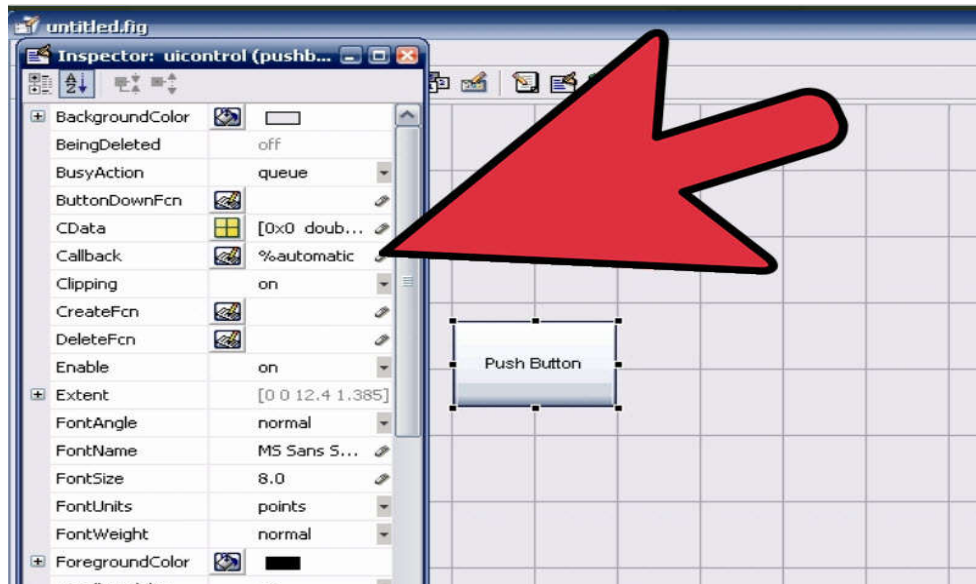 untitled.fig
Inspector: uicontrol (pushb...
BackgroundColor
BeingDeleted off
BusyAction queue
ButtonDownFcn
CData [0x0 doub...
Callback %automatic
Clipping on
CreateFcn
DeleteFcn
Enable on
Extent [0 0 12.4 1.385]
FontAngle normal
FontName MS Sans S...
FontSize 8.0
FontUnits points
FontWeight normal
ForegroundColor
Push Button